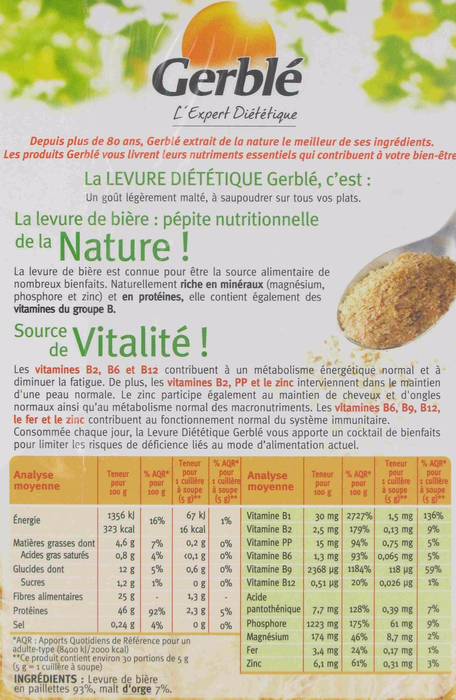 Gerblé
L'Expert Diététique
Depuis plus de 80 ans, Gerblé extrait de la nature le meilleur de ses ingrédients.
Les produits Gerblé vous livrent leurs nutriments essentiels qui contribuent à votre bien-être
La LEVURE DIÉTÉTIQUE Gerblé, c'est :
Un goût légèrement malté, à saupoudrer sur tous vos plats.
La levure de bière : pépite nutritionnelle
de la Nature !
La levure de bière est connue pour être la source alimentaire de
nombreux bienfaits. Naturellement riche en minéraux (magnésium,
phosphore et zinc) et en protéines, elle contient également des
vitamines du groupe B.
Source de Vitalité !
Les vitamines B2, B6 et B12 contribuent à un métabolisme énergétique normal et à
diminuer la fatigue. De plus, les vitamines B2, PP et le zinc interviennent dans le maintien
d'une peau normale. Le zinc participe également au maintien de cheveux et d'ongles
normaux ainsi qu'au métabolisme normal des macronutriments. Les vitamines B6, B9, B12,
le fer et le zinc contribuent au fonctionnement normal du système immunitaire.
Consommée chaque jour, la Levure Diététique Gerblé vous apporte un cocktail de bienfaits
pour limiter les risques de déficience liés au mode d'alimentation actuel.
Analyse moyenne Teneur pour 100 g % AQR* pour 100 g Teneur pour 1 cuillère à soupe (5 g)** % AQR* pour 1 cuillère à soupe (5 g)**
Énergie 1356 kJ 323 kcal 16% 67 kJ 16 kcal 1%
Matières grasses dont 4,6 g 7% 0,2 g 0%
Acides gras saturés 0,8 g 4% <0,1 g 0%
Glucides dont 12 g 5% 0,6 g 0%
Sucres 1,2 g 1% 0 g 0%
Fibres alimentaires 25 g - 1,3 g -
Protéines 46 g 92% 2,3 g 5%
Sel 0,24 g 4% 0 g 0%
*AQR : Apports Quotidiens de Référence pour un
adulte-type (8400 kJ/2000 kcal)
**Ce produit contient environ 30 portions de 5 g
(5 g = 1 cuillère à soupe)
INGRÉDIENTS : Levure de bière
en paillettes 93%, malt d'orge 7%.
Analyse moyenne Teneur pour 100 g % AQR* pour 100 g Teneur pour 1 cuillère à soupe (5 g)** % AQR* pour 1 cuillère à soupe (5 g)**
Vitamine B1 30 mg 2727% 1,5 mg 136%
Vitamine B2 2,5 mg 179% 0,13 mg 9%
Vitamine PP 15 mg 94% 0,75 mg 5%
Vitamine B6 1,3 mg 93% 0,065 mg 5%
Vitamine B9 2368 µg 1184% 118 µg 59%
Vitamine B12 0,51 µg 20% 0,026 µg 1%
Acide
pantothénique 7,7 mg 128% 0,39 mg 7%
Phosphore 1223 mg 175% 61 mg 9%
Magnésium 174 mg 46% 8,7 mg 2%
Fer 3,4 mg 24% 0,17 mg 1%
Zinc 6,1 mg 61% 0,31 mg 3%